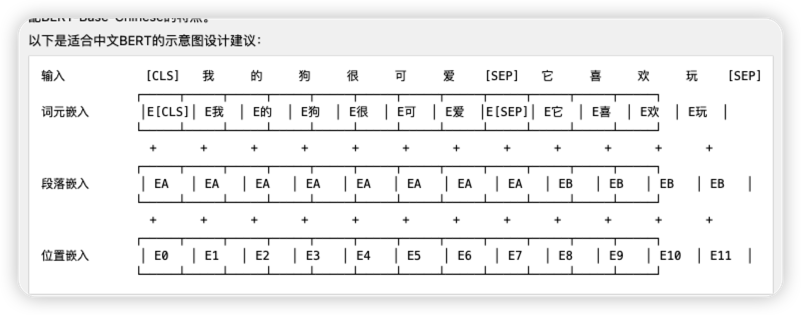 以下是适合中文BERT的示意图设计建议：
输入 [CLS] 我 的 狗 很 可 爱 [SEP] 它 喜 欢 玩 [SEP]
词元嵌入 │E[CLS]│ E我 │ E的 │ E狗 │ E很 │ E可 │ E爱 │E[SEP]│ E它 │ E喜 │ E欢 │ E玩 │
+ + + + + + + + + + + +
段落嵌入 │ EA │ EA │ EA │ EA │ EA │ EA │ EA │ EA │ EB │ EB │ EB │ EB │
+ + + + + + + + + + + +
位置嵌入 │ E0 │ E1 │ E2 │ E3 │ E4 │ E5 │ E6 │ E7 │ E8 │ E9 │ E10 │ E11 │